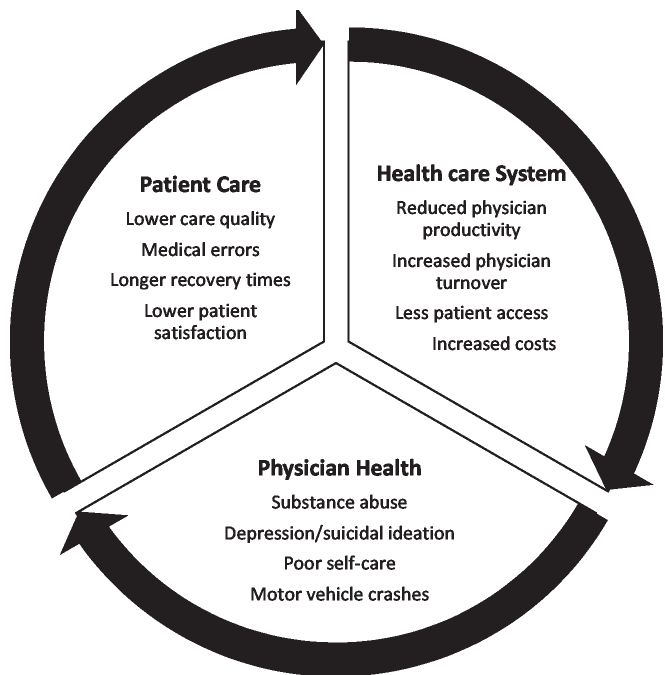 Patient Care
Lower care quality
Medical errors
Longer recovery times
Lower patient
satisfaction
Health care System
Reduced physician
productivity
Increased physician
turnover
Less patient access
Increased costs
Physician Health
Substance abuse
Depression/suicidal ideation
Poor self-care
Motor vehicle crashes